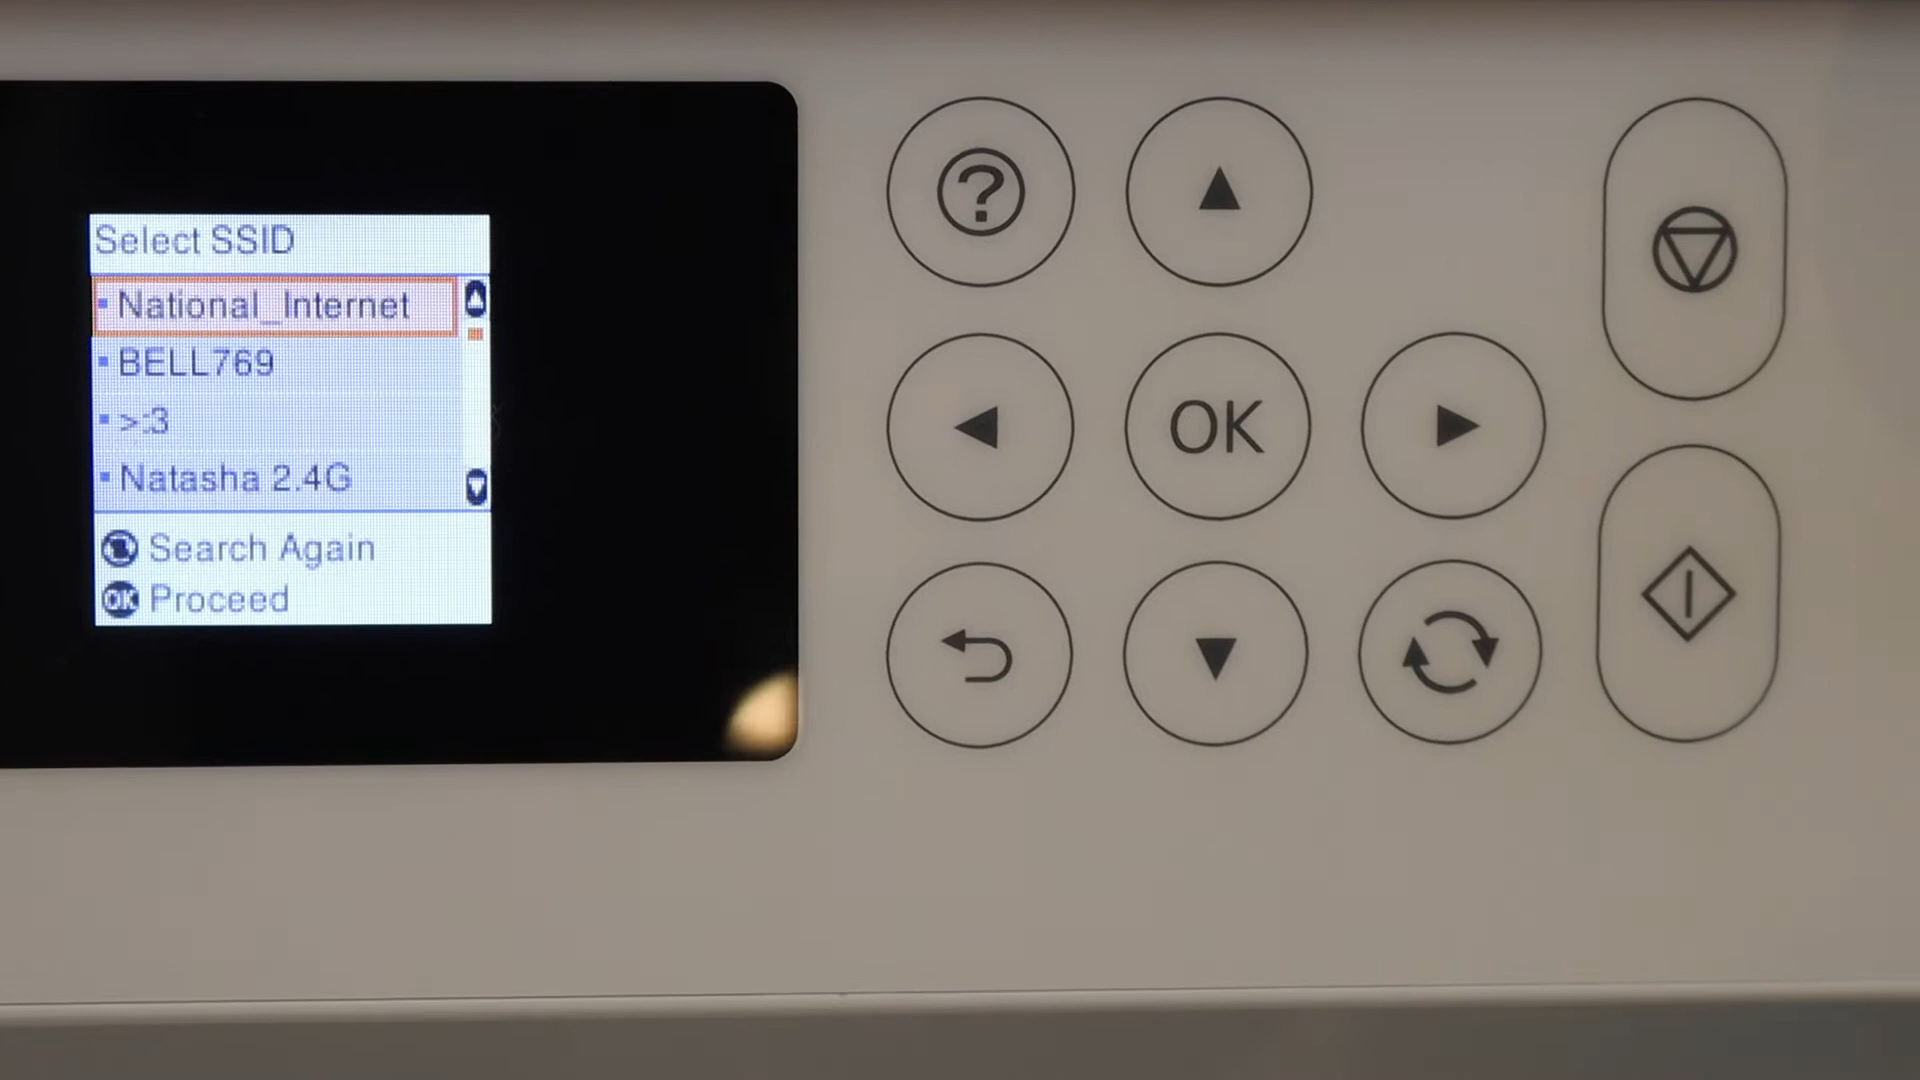 Select SSID
National_Internet
BELL769
>:3
Natasha 2.4G
Search Again
OK Proceed
?
OK